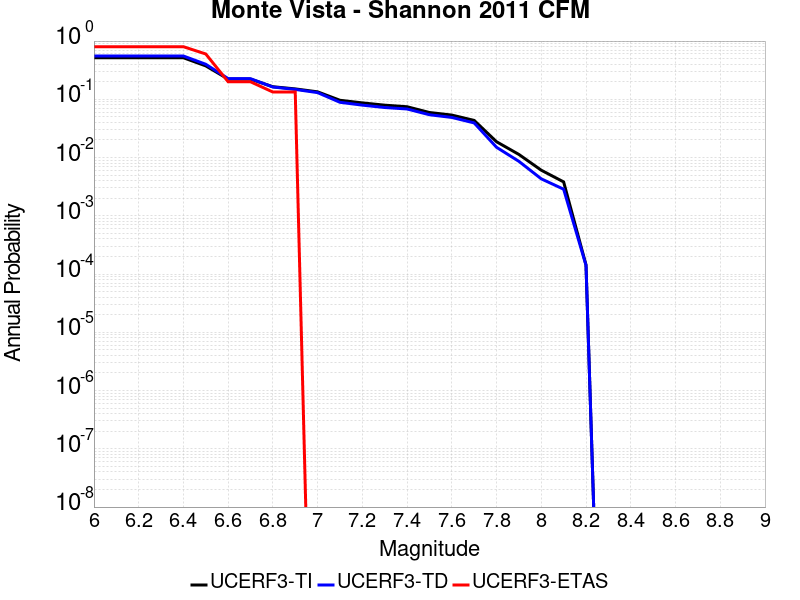 Monte Vista - Shannon 2011 CFM
10^0
10^-1
10^-2
10^-3
10^-4
10^-5
10^-6
10^-7
10^-8
Annual Probability
6 6.2 6.4 6.6 6.8 7 7.2 7.4 7.6 7.8 8 8.2 8.4 8.6 8.8 9
Magnitude
UCERF3-TI UCERF3-TD UCERF3-ETAS